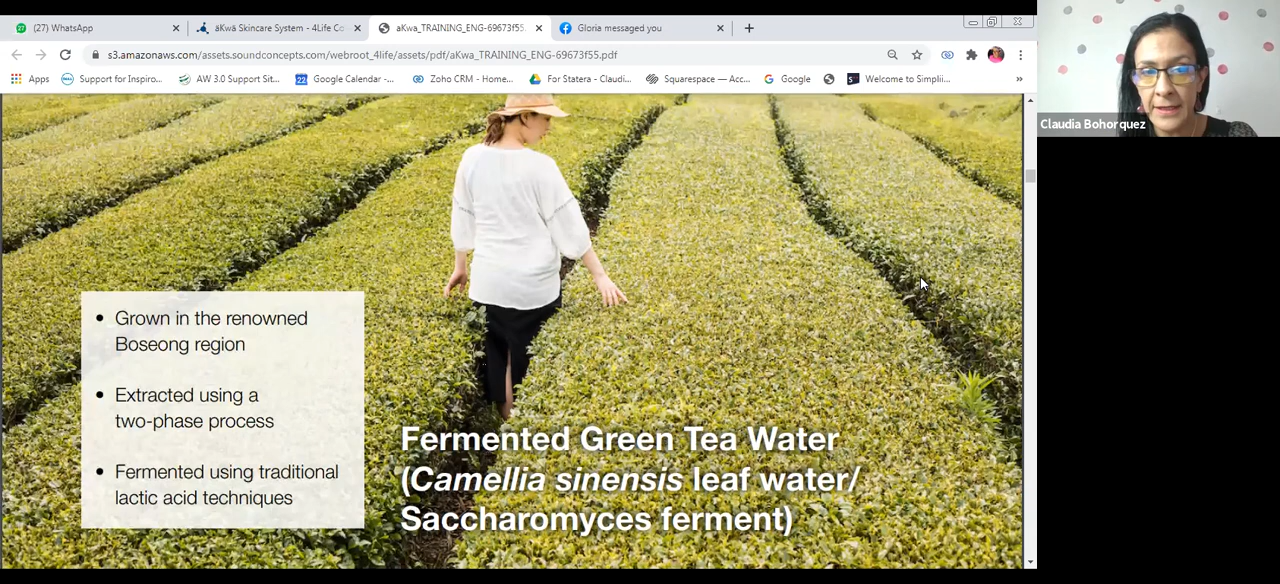 (27) WhatsApp
äKwä Skincare System - 4Life Co
aKwa_TRAINING_ENG-69673f55.
Gloria messaged you
s3.amazonaws.com/assets.soundconcepts.com/webroot_4life/assets/pdf/aKwa_TRAINING_ENG-69673f55.pdf
Apps
Support for Inspiro...
AW 3.0 Support Sit...
22
Google Calendar -...
Zoho CRM - Home...
For Statera - Claudi...
Squarespace — Acc...
Google
Welcome to Simplii...
»
Claudia Bohorquez
• Grown in the renowned
Boseong region
• Extracted using a
two-phase process
• Fermented using traditional
lactic acid techniques
Fermented Green Tea Water
(Camellia sinensis leaf water/
Saccharomyces ferment)